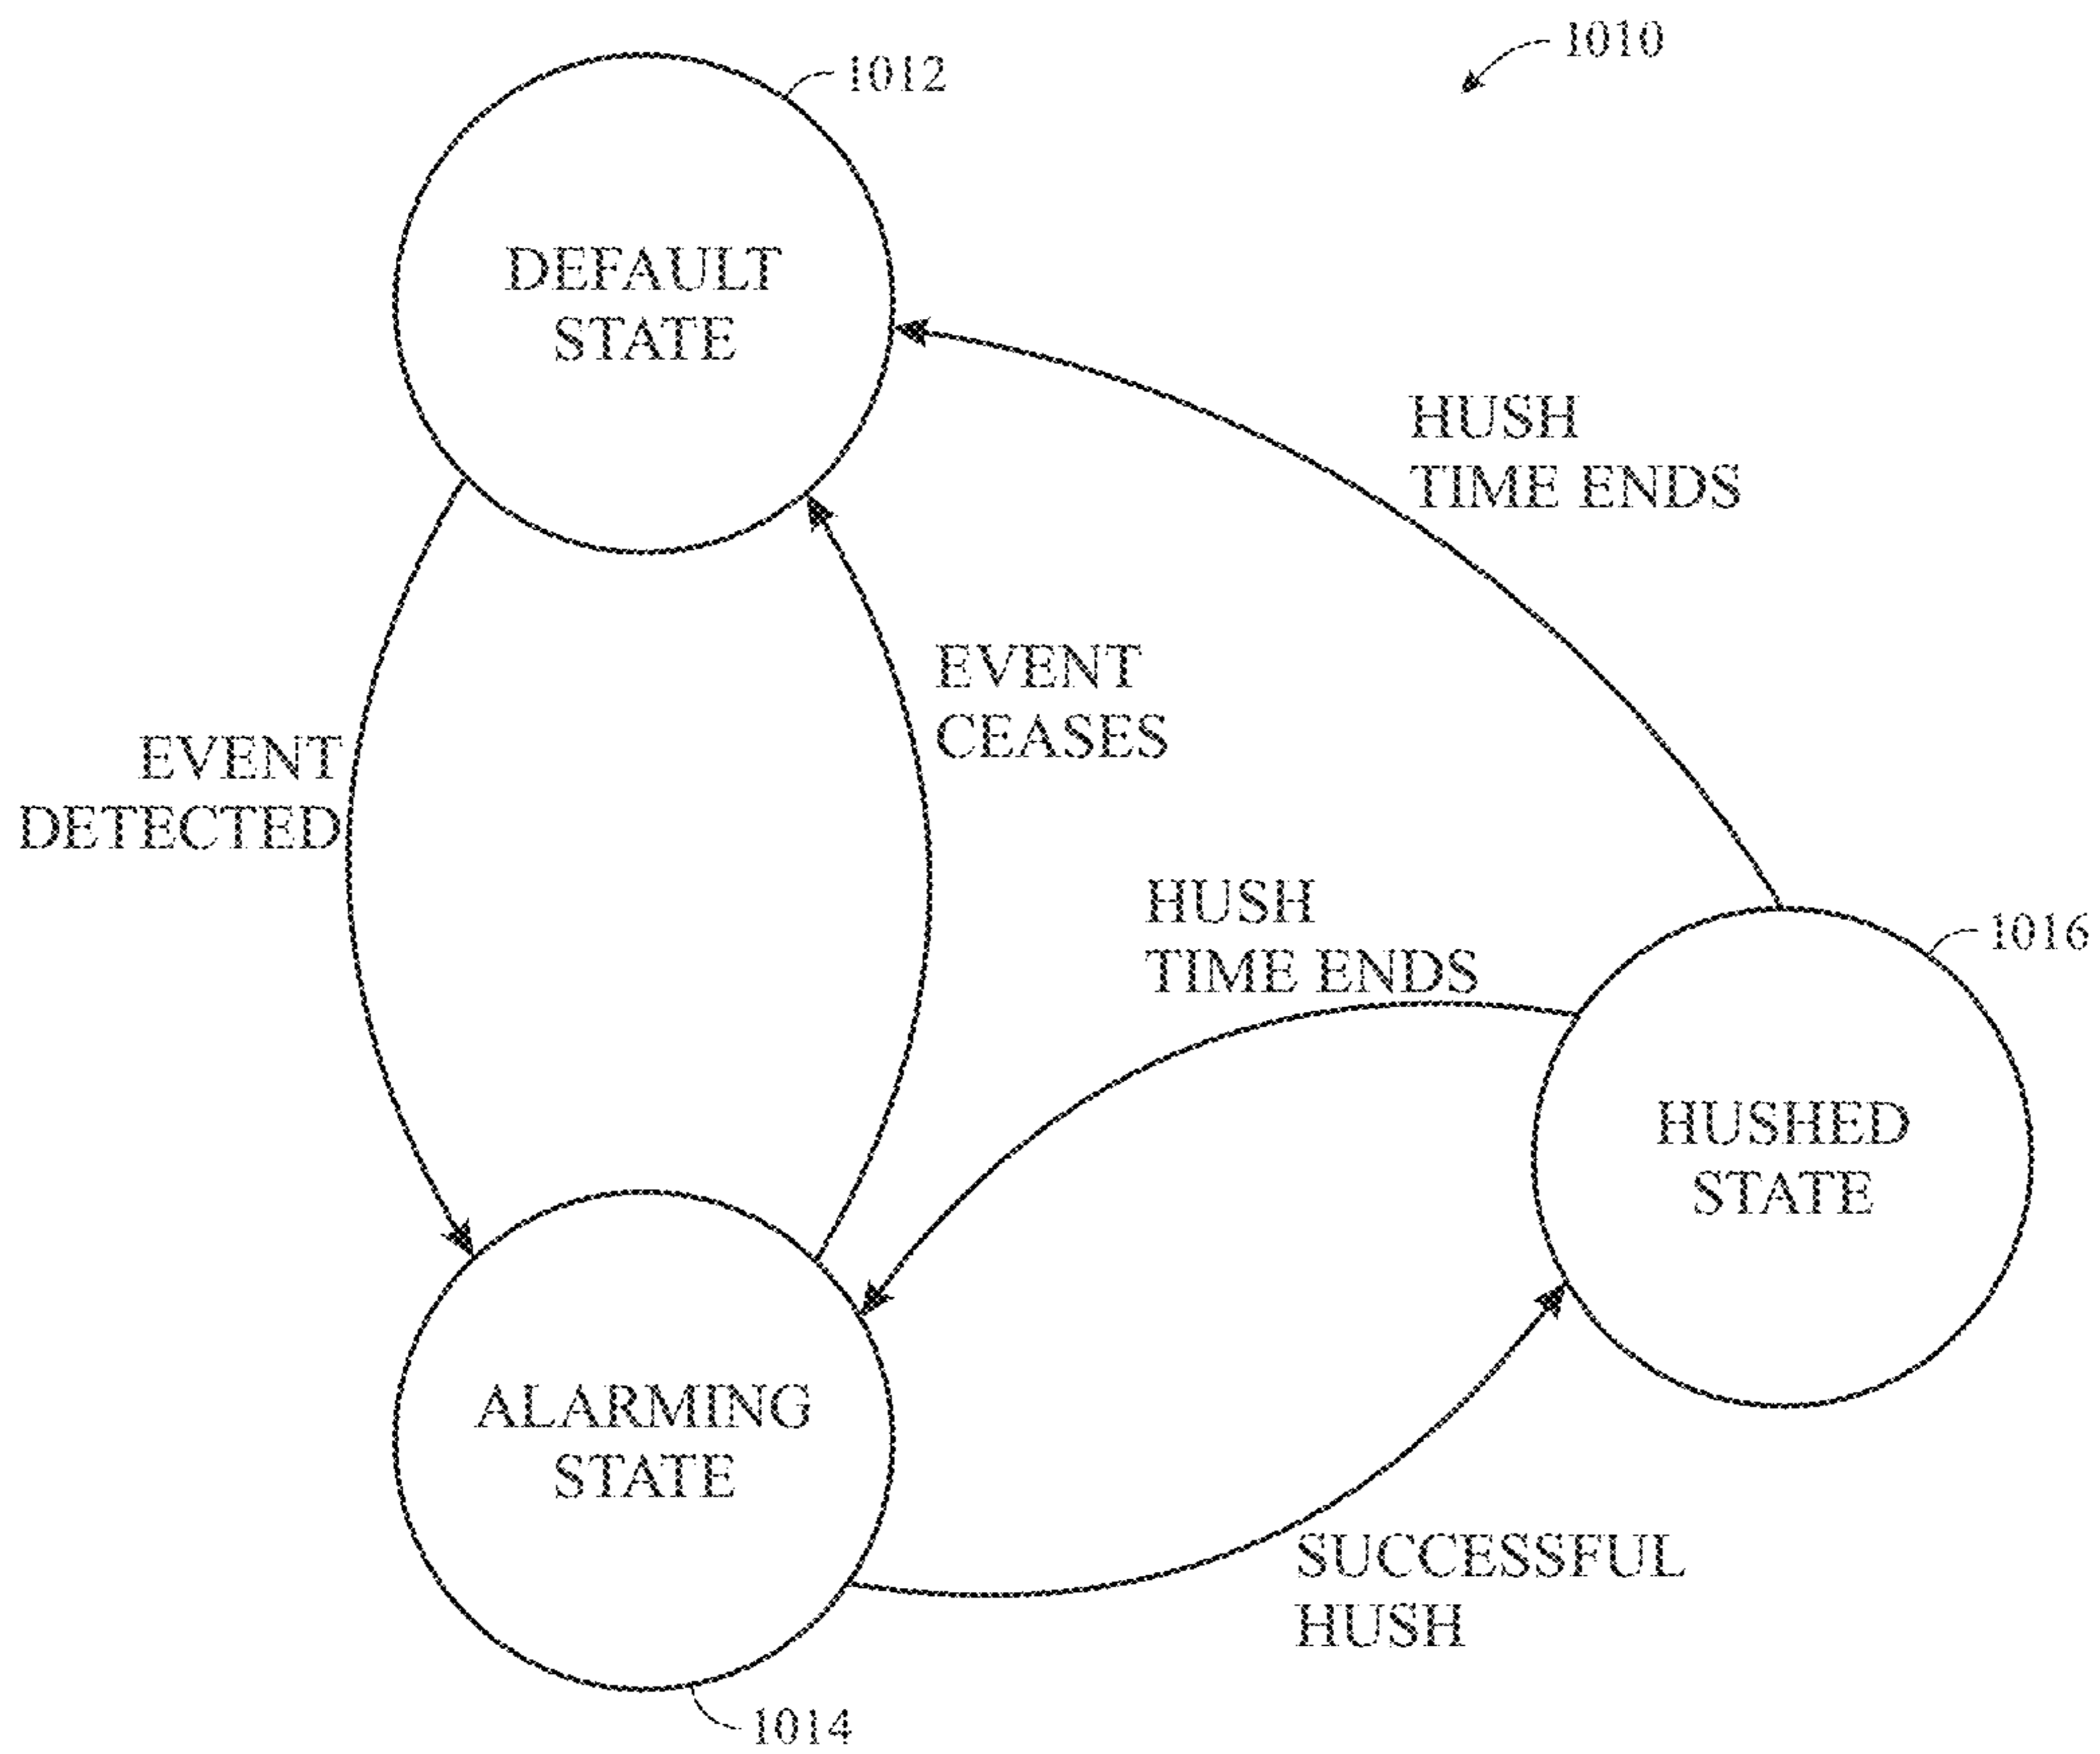 1010
1012
DEFAULT
STATE
HUSH
TIME ENDS
EVENT
CEASES
EVENT
DETECTED
HUSH
TIME ENDS
1016
HUSHED
STATE
ALARMING
STATE
SUCCESSFUL
HUSH
1014